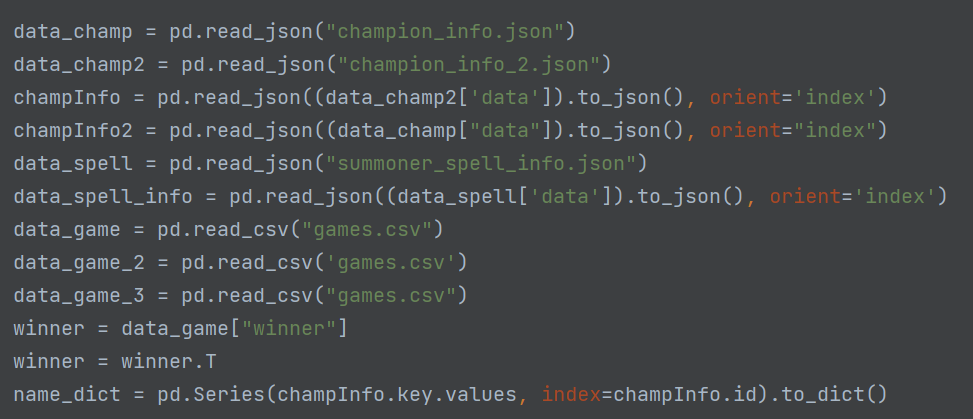 data_champ = pd.read_json("champion_info.json")
data_champ2 = pd.read_json("champion_info_2.json")
champInfo = pd.read_json((data_champ2['data']).to_json(), orient='index')
champInfo2 = pd.read_json((data_champ["data"]).to_json(), orient="index")
data_spell = pd.read_json("summoner_spell_info.json")
data_spell_info = pd.read_json((data_spell['data']).to_json(), orient='index')
data_game = pd.read_csv("games.csv")
data_game_2 = pd.read_csv('games.csv')
data_game_3 = pd.read_csv("games.csv")
winner = data_game["winner"]
winner = winner.T
name_dict = pd.Series(champInfo.key.values, index=champInfo.id).to_dict()